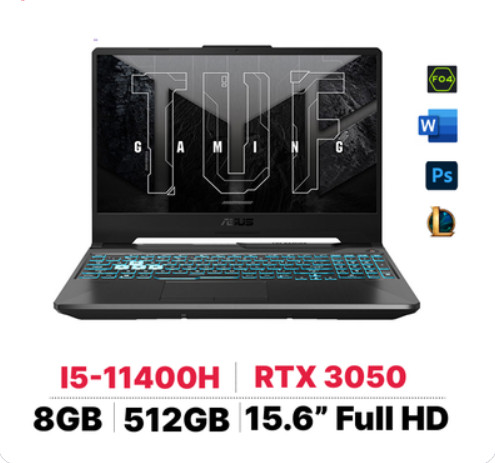 TUF
GAMING
ASUS
FO4
W
Ps
L
I5-11400H RTX 3050
8GB 512GB 15.6” Full HD